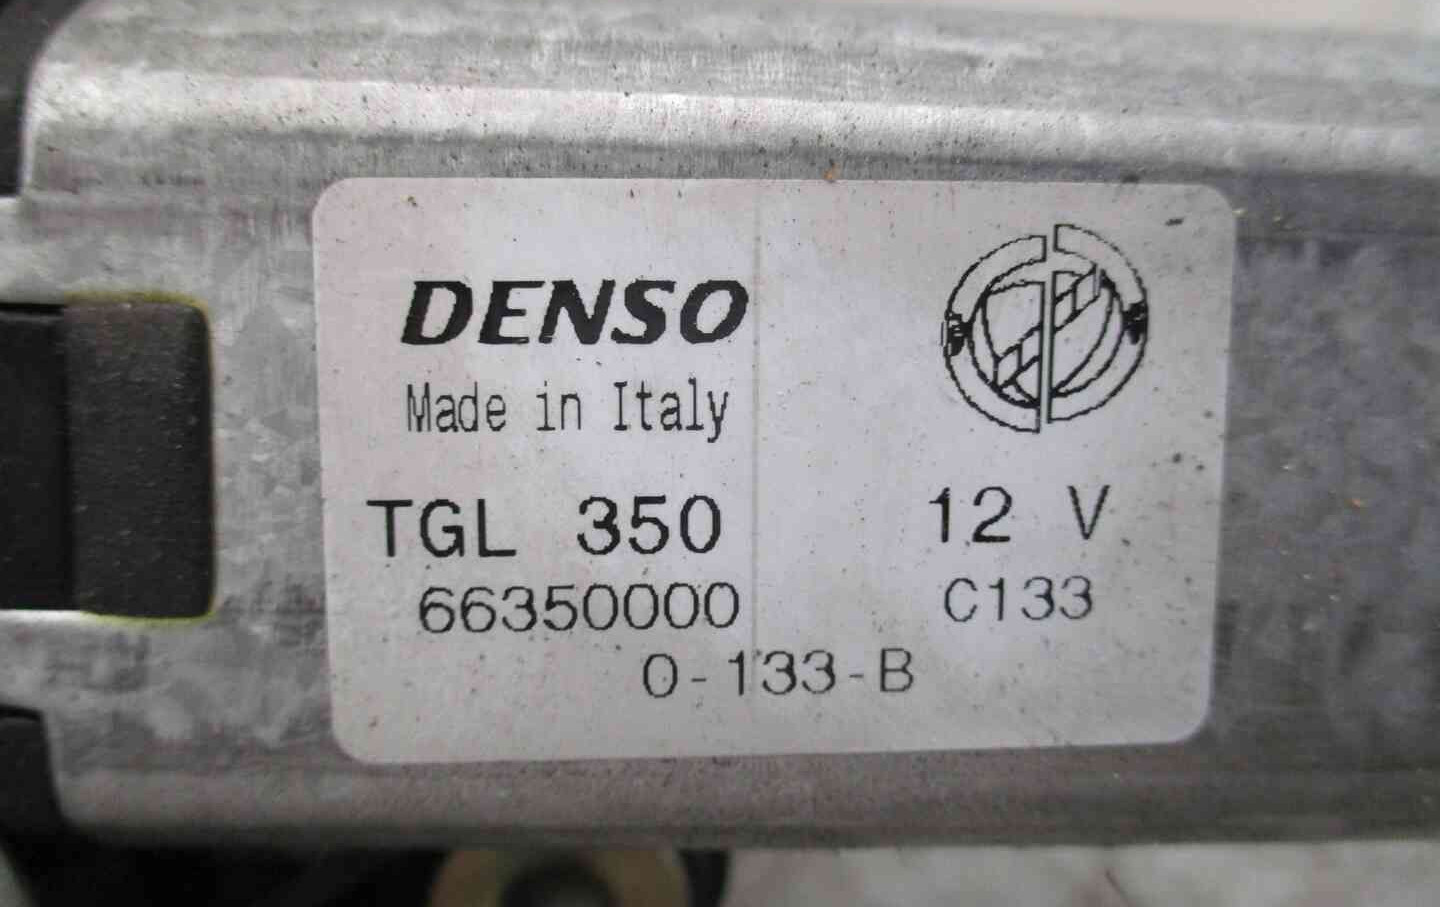 DENSO
Made in Italy
TGL 350 12 V
66350000 C133
0-133-B